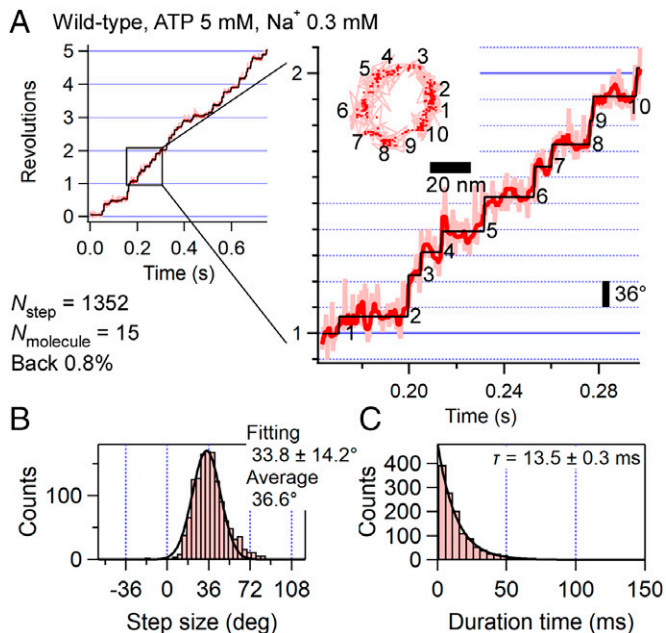 A Wild-type, ATP 5 mM, Na⁺ 0.3 mM
Revolutions
5
4
3
2
1
0
0.0 0.2 0.4 0.6
Time (s)
N_step = 1352
N_molecule = 15
Back 0.8%
2
1
1
2
3
4
5
6
7
8
9
10
20 nm
1
2
3
4
5
6
7
8
9
10
36°
0.20 0.24 0.28
Time (s)
B
Fitting
33.8 ± 14.2°
Average
36.6°
Counts
100
0
-36 0 36 72 108
Step size (deg)
C
τ = 13.5 ± 0.3 ms
Counts
400
300
200
100
0
0 50 100 150
Duration time (ms)